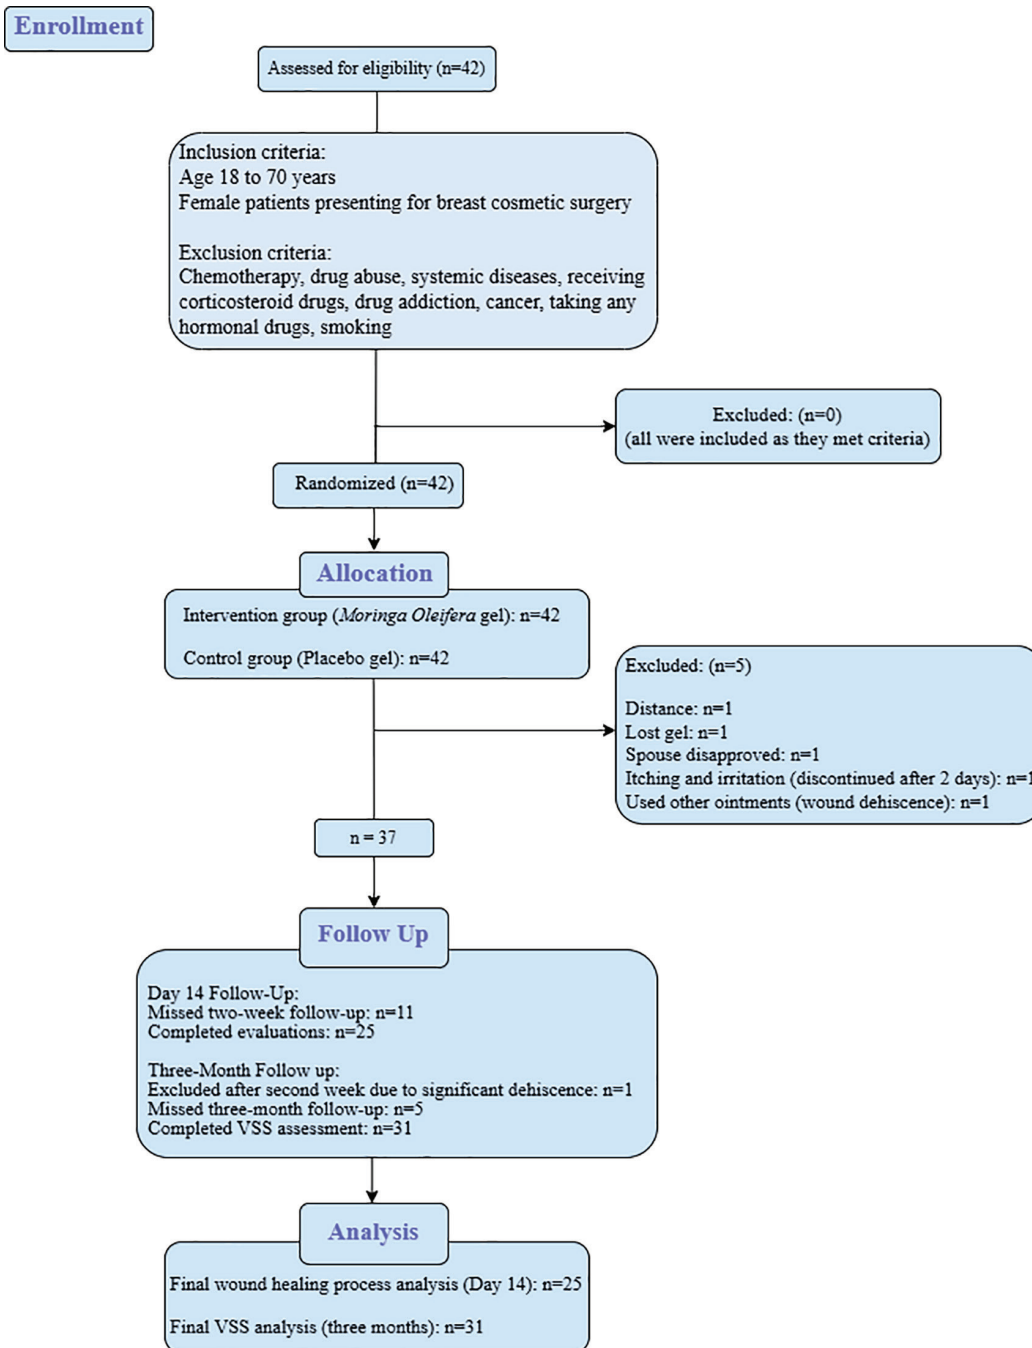 Enrollment
Assessed for eligibility (n=42)
Inclusion criteria:
Age 18 to 70 years
Female patients presenting for breast cosmetic surgery
Exclusion criteria:
Chemotherapy, drug abuse, systemic diseases, receiving
corticosteroid drugs, drug addiction, cancer, taking any
hormonal drugs, smoking
Excluded: (n=0)
(all were included as they met criteria)
Randomized (n=42)
Allocation
Intervention group (Moringa Oleifera gel): n=42
Control group (Placebo gel): n=42
Excluded: (n=5)
Distance: n=1
Lost gel: n=1
Spouse disapproved: n=1
Itching and irritation (discontinued after 2 days): n=1
Used other ointments (wound dehiscence): n=1
n = 37
Follow Up
Day 14 Follow-Up:
Missed two-week follow-up: n=11
Completed evaluations: n=25
Three-Month Follow up:
Excluded after second week due to significant dehiscence: n=1
Missed three-month follow-up: n=5
Completed VSS assessment: n=31
Analysis
Final wound healing process analysis (Day 14): n=25
Final VSS analysis (three months): n=31